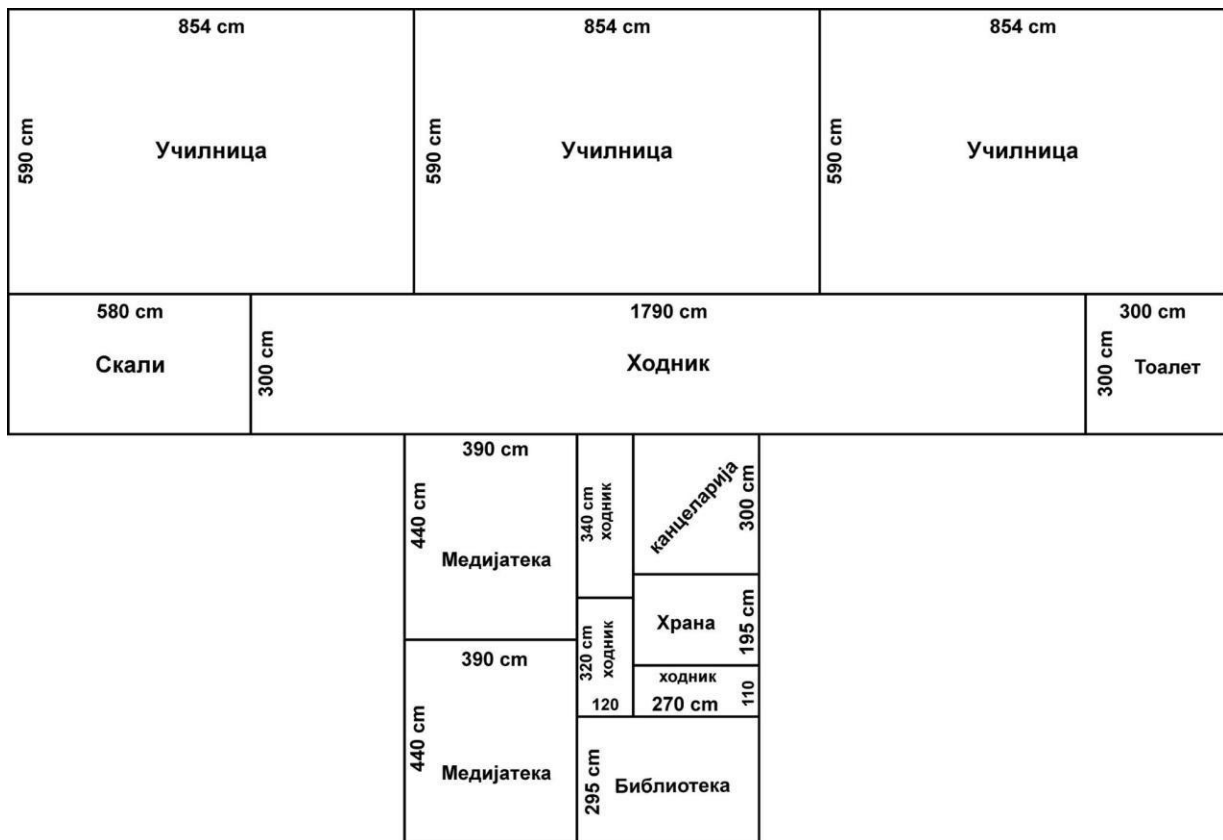 854 cm
854 cm
854 cm
590 cm
Училница
590 cm
Училница
590 cm
Училница
580 cm
Скали
300 cm
1790 cm
Ходник
300 cm
300 cm
Тоалет
390 cm
440 cm
Медијатека
340 cm
ходник
канцеларија
300 cm
Храна
195 cm
390 cm
440 cm
Медијатека
320 cm
ходник
120
ходник
270 cm
110
295 cm
Библиотека